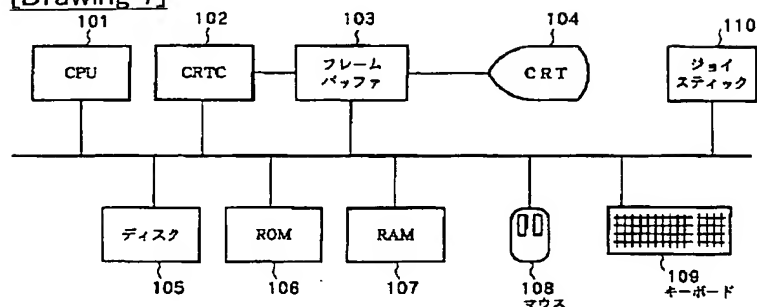 [Drawing 7]
101
102
103
104
110
CPU
CRTC
フレーム
バッファ
CRT
ジョイ
スティック
ディスク
ROM
RAM
105
106
107
108
マウス
109
キーボード